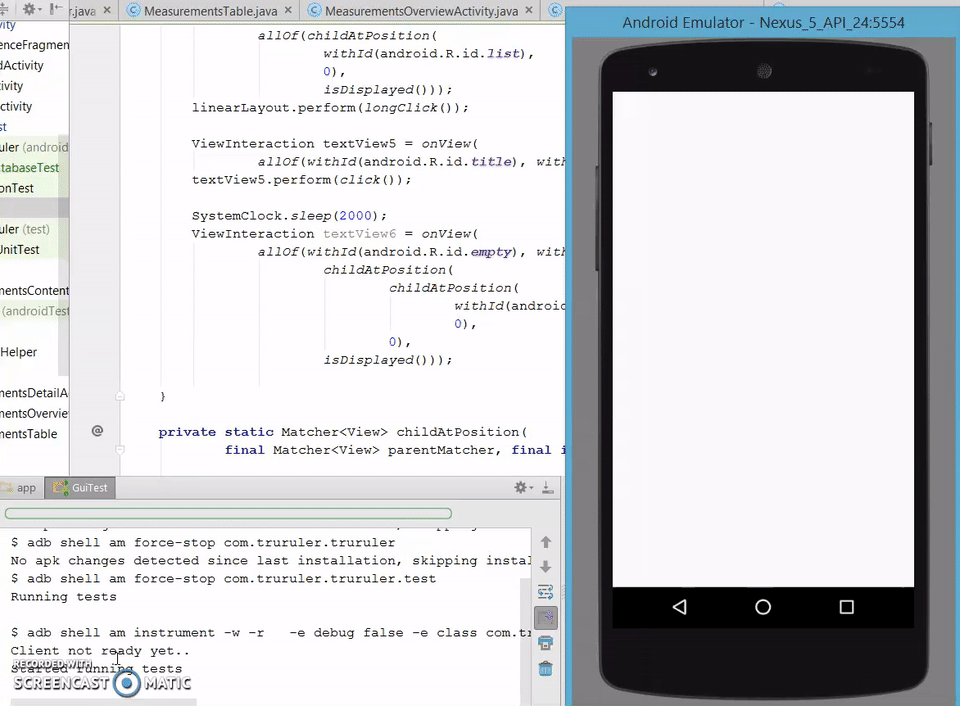 r.java × MeasurementsTable.java × MeasurementsOverviewActivity.java ×
Android Emulator - Nexus_5_API_24:5554
vity
enceFragmen
dActivity
ivity
ctivity
st
uler (android
tabaseTest
onTest
uler (test)
UnitTest
mentsContent
(androidTest
Helper
mentsDetailA
mentsOvervie
mentsTable
allOf(childAtPosition(
withId(android.R.id.list),
0),
isDisplayed()));
linearLayout.perform(longClick());
ViewInteraction textView5 = onView(
allOf(withId(android.R.id.title), with
textView5.perform(click());
SystemClock.sleep(2000);
ViewInteraction textView6 = onView(
allOf(withId(android.R.id.empty), with
childAtPosition(
childAtPosition(
withId(android
0),
0),
isDisplayed()));
}
@ private static Matcher<View> childAtPosition(
final Matcher<View> parentMatcher, final i
app GuiTest
$ adb shell am force-stop com.truruler.truruler
No apk changes detected since last installation, skipping instal
$ adb shell am force-stop com.truruler.truruler.test
Running tests
$ adb shell am instrument -w -r -e debug false -e class com.tr
Client not ready yet..
Started running tests
RECORDED WITH
SCREENCAST MATIC